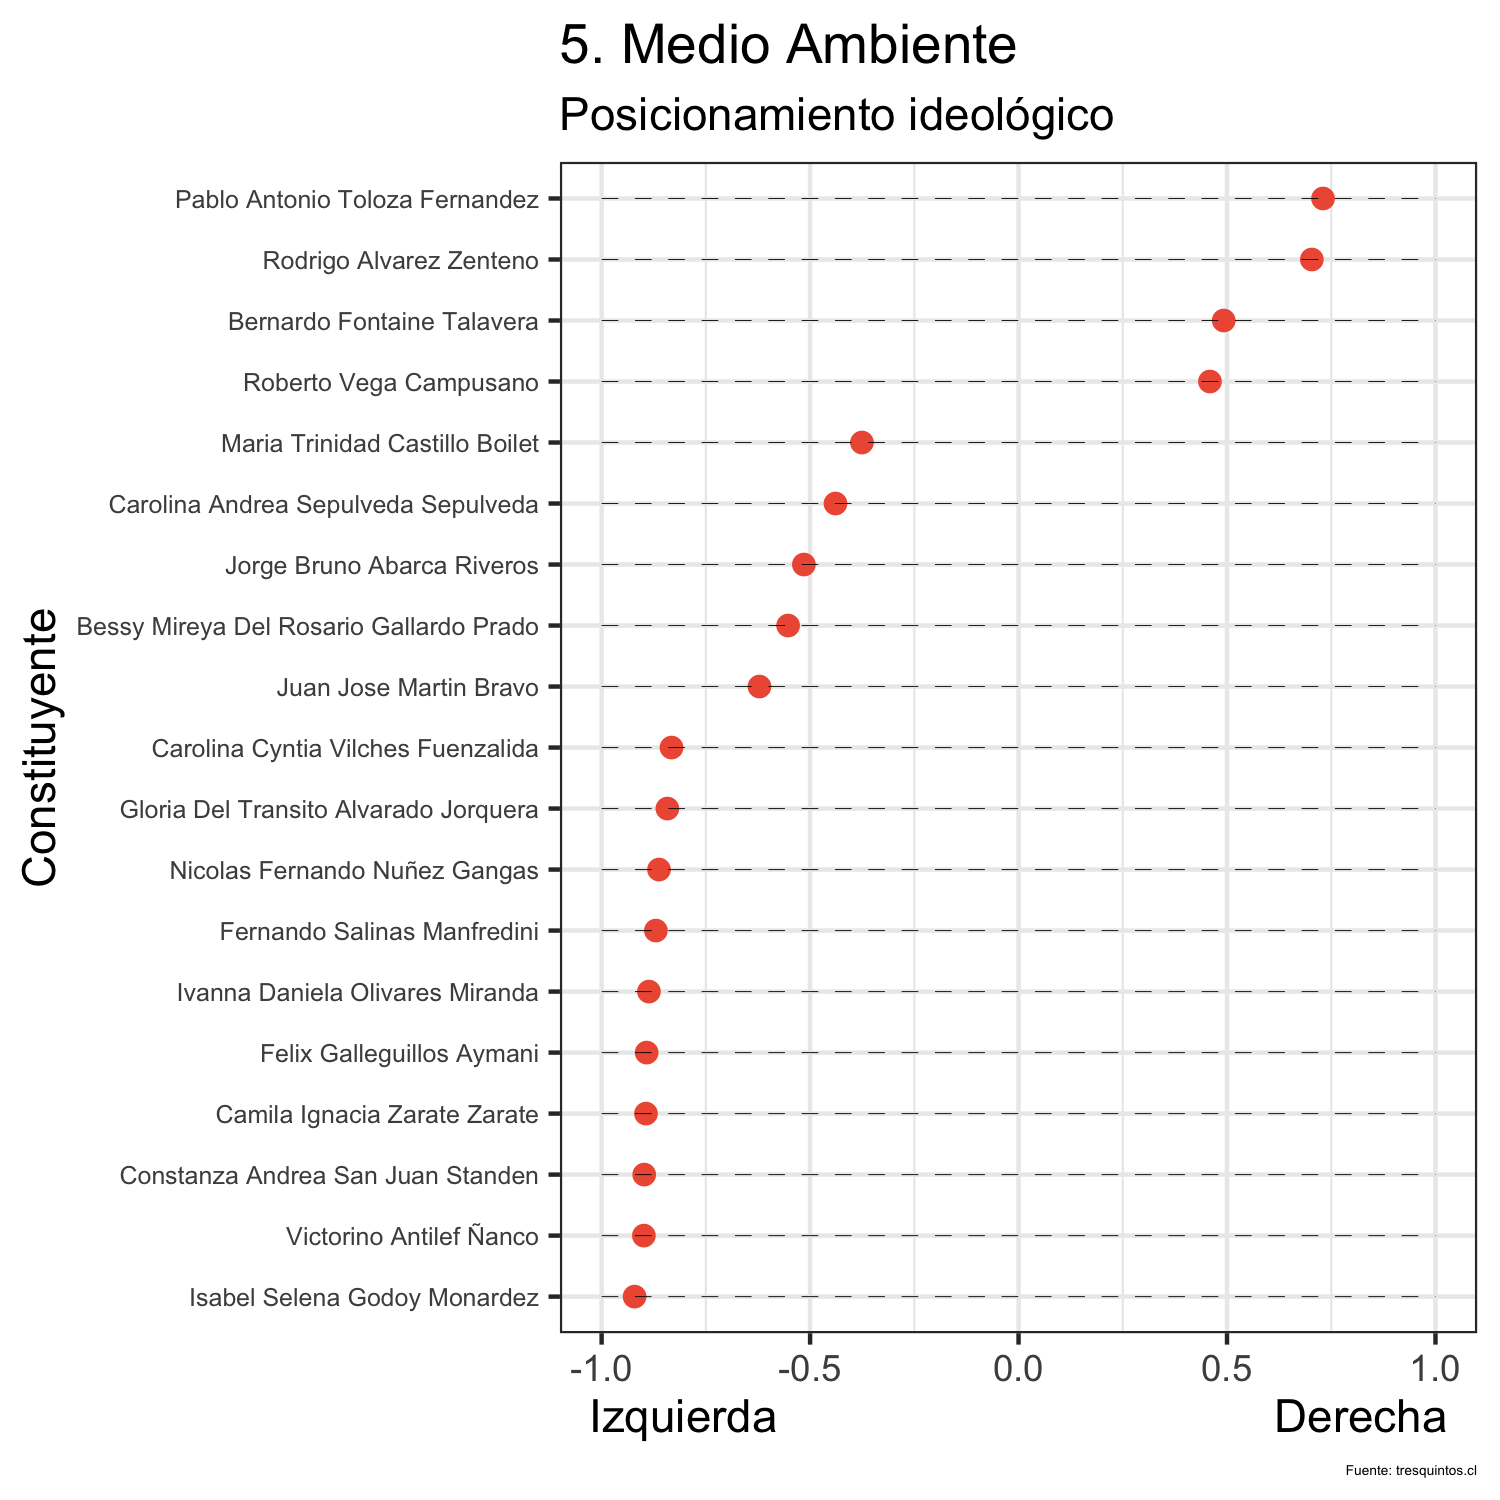 5. Medio Ambiente
Posicionamiento ideológico
Constituyente
Pablo Antonio Toloza Fernandez
Rodrigo Alvarez Zenteno
Bernardo Fontaine Talavera
Roberto Vega Campusano
Maria Trinidad Castillo Boilet
Carolina Andrea Sepulveda Sepulveda
Jorge Bruno Abarca Riveros
Bessy Mireya Del Rosario Gallardo Prado
Juan Jose Martin Bravo
Carolina Cyntia Vilches Fuenzalida
Gloria Del Transito Alvarado Jorquera
Nicolas Fernando Nuñez Gangas
Fernando Salinas Manfredini
Ivanna Daniela Olivares Miranda
Felix Galleguillos Aymani
Camila Ignacia Zarate Zarate
Constanza Andrea San Juan Standen
Victorino Antilef Ñanco
Isabel Selena Godoy Monardez
-1.0 -0.5 0.0 0.5 1.0
Izquierda Derecha
Fuente: tresquintos.cl